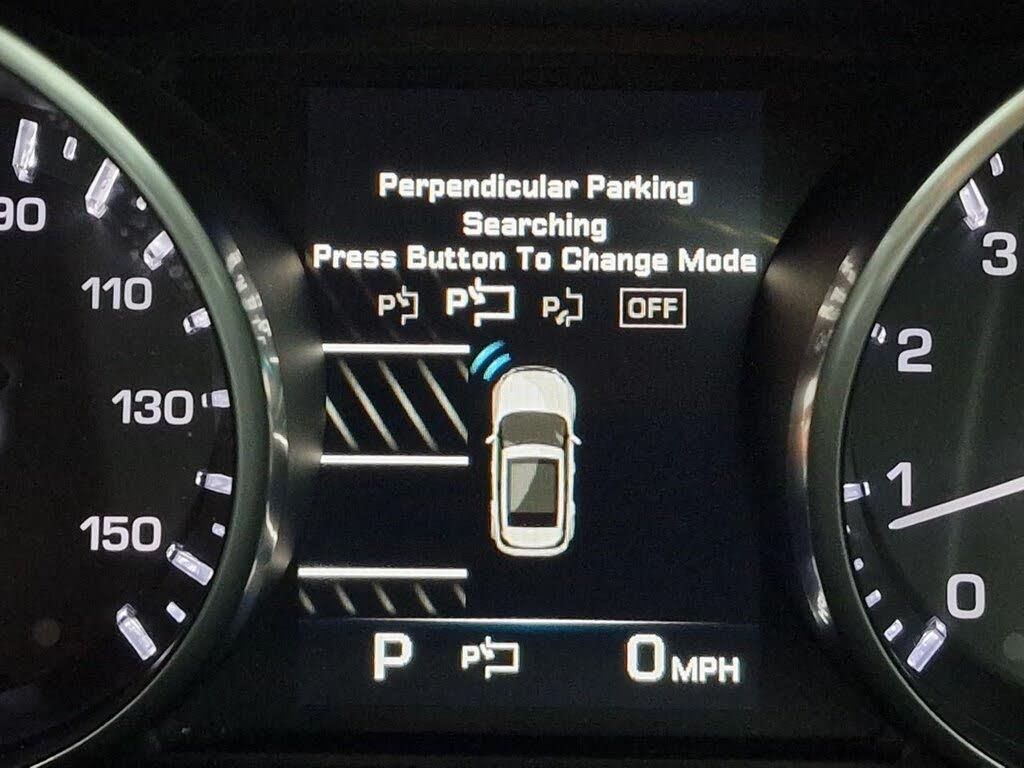 Perpendicular Parking
Searching
Press Button To Change Mode
P P P OFF
90
110
130
150
3
2
1
0
P P 0 MPH